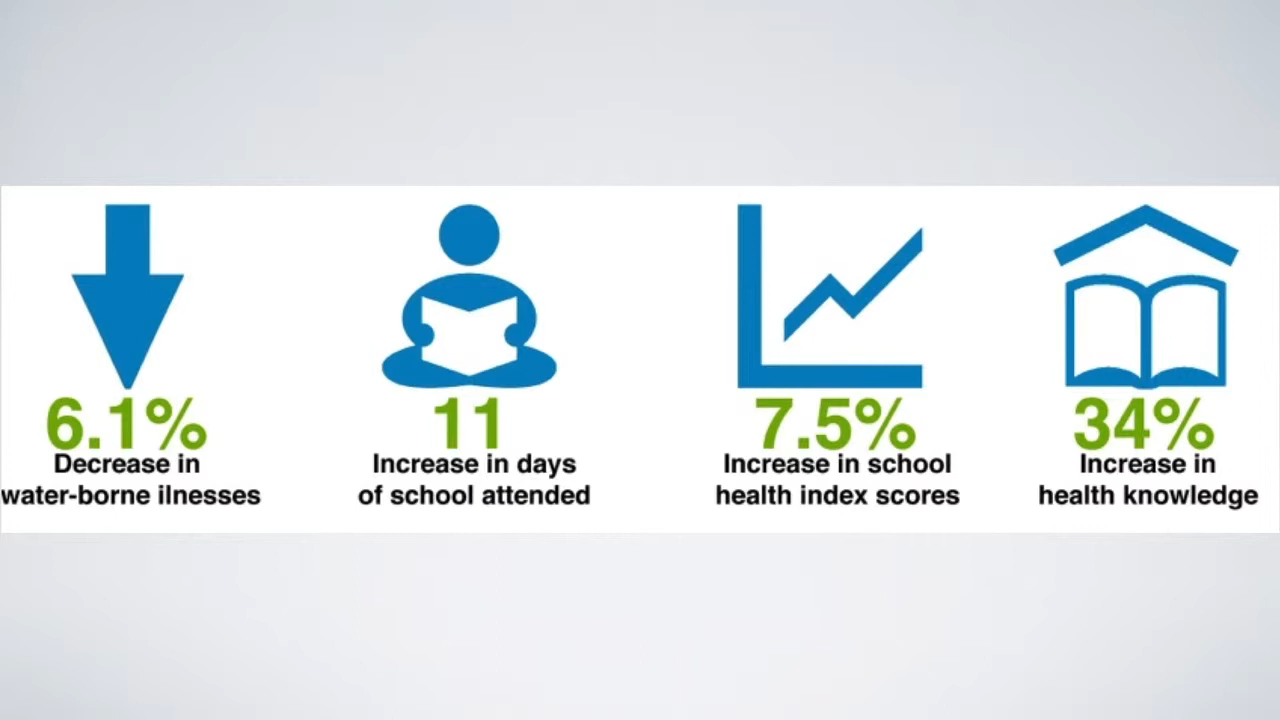 6.1%
Decrease in
water-borne ilnesses
11
Increase in days
of school attended
7.5%
Increase in school
health index scores
34%
Increase in
health knowledge